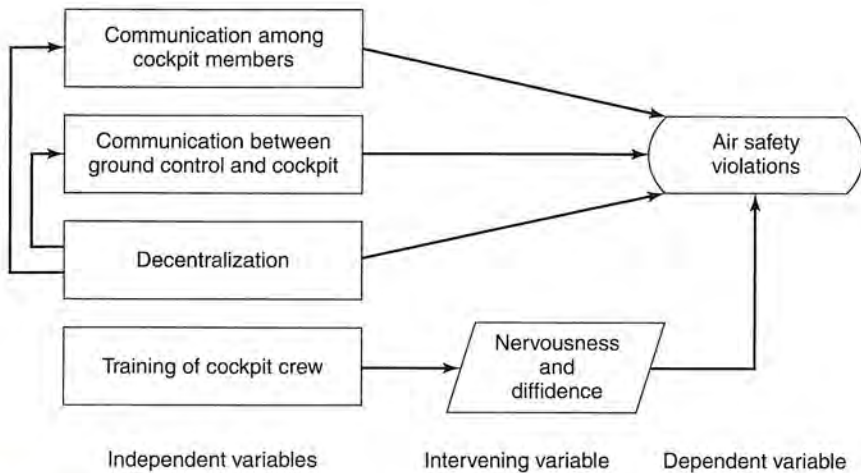 Communication among
cockpit members
Communication between
ground control and cockpit
Air safety
violations
Decentralization
Training of cockpit crew
Nervousness
and
diffidence
Independent variables
Intervening variable
Dependent variable